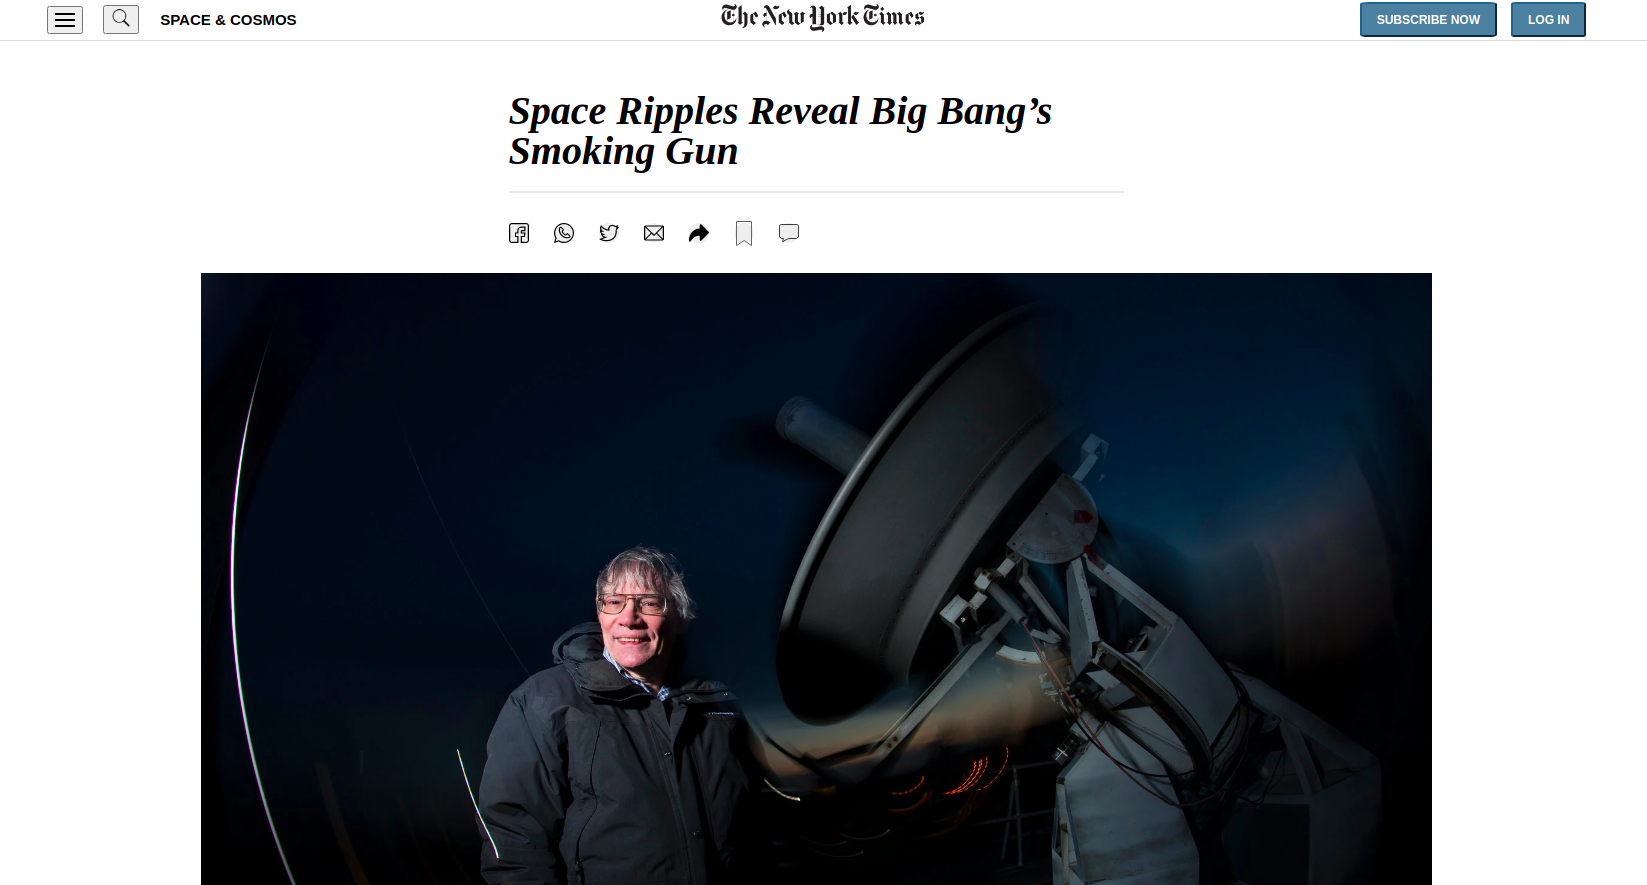 SPACE & COSMOS
The New York Times
SUBSCRIBE NOW
LOG IN
Space Ripples Reveal Big Bang’s
Smoking Gun